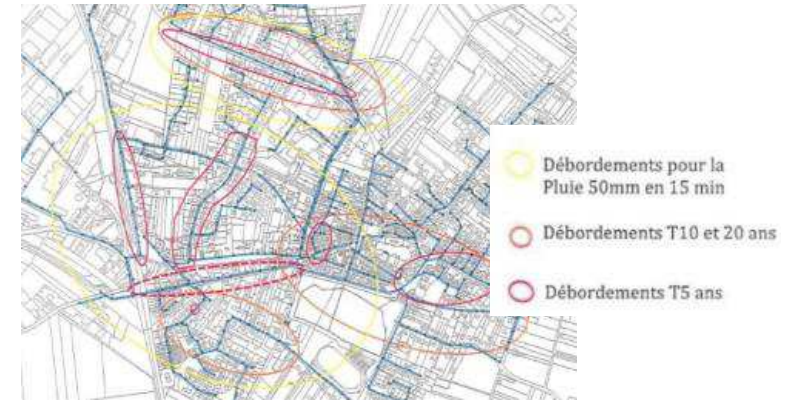 Débordements pour la
Pluie 50mm en 15 min
Débordements T10 et 20 ans
Débordements T5 ans